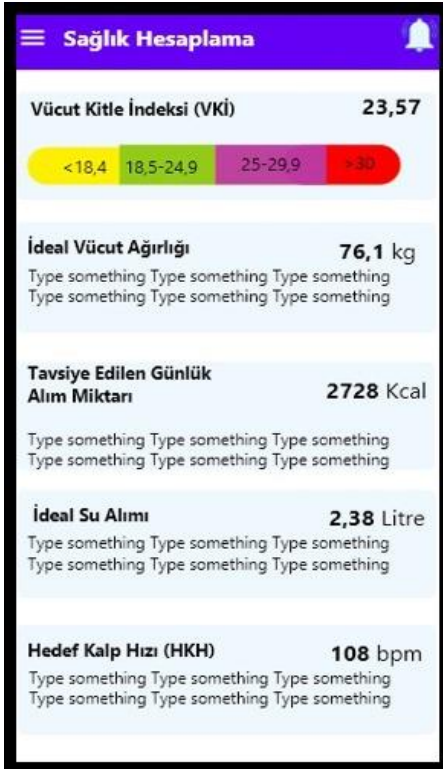 Sağlık Hesaplama
Vücut Kitle İndeksi (VKİ) 23,57
<18,4 18,5-24,9 25-29,9 >30
İdeal Vücut Ağırlığı 76,1 kg
Type something Type something Type something
Type something Type something Type something
Tavsiye Edilen Günlük
Alım Miktarı 2728 Kcal
Type something Type something Type something
Type something Type something Type something
İdeal Su Alımı 2,38 Litre
Type something Type something Type something
Type something Type something Type something
Hedef Kalp Hızı (HKH) 108 bpm
Type something Type something Type something
Type something Type something Type something